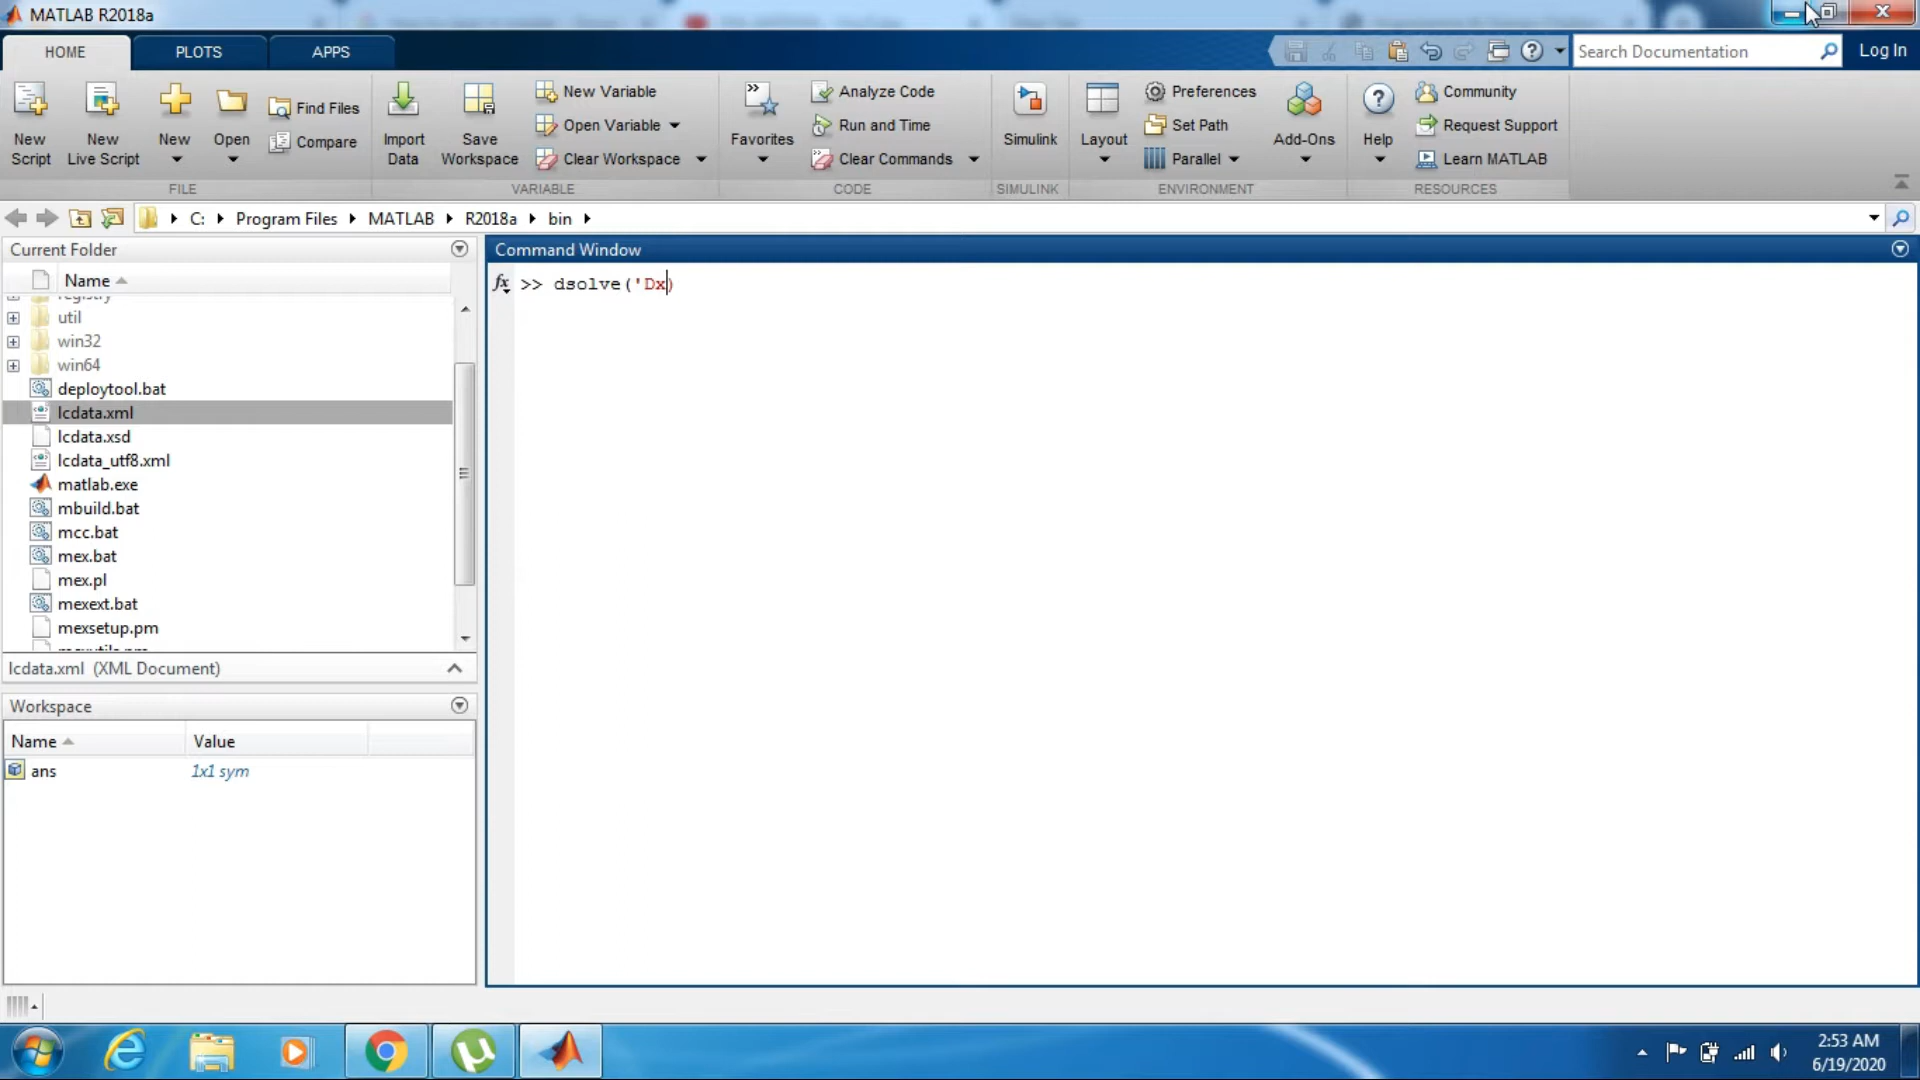 MATLAB R2018a
HOME PLOTS APPS
Search Documentation Log In
New Script
New Live Script
New
Open
Find Files
Compare
Import Data
Save Workspace
New Variable
Open Variable
Clear Workspace
Favorites
Analyze Code
Run and Time
Clear Commands
Simulink
Layout
Preferences
Set Path
Parallel
Add-Ons
Help
Community
Request Support
Learn MATLAB
FILE VARIABLE CODE SIMULINK ENVIRONMENT RESOURCES
C: Program Files MATLAB R2018a bin
Current Folder
Name
registry
util
win32
win64
deploytool.bat
lcdata.xml
lcdata.xsd
lcdata_utf8.xml
matlab.exe
mbuild.bat
mcc.bat
mex.bat
mex.pl
mexext.bat
mexsetup.pm
lcdata.xml (XML Document)
Workspace
Name Value
ans 1x1 sym
Command Window
fx >> dsolve('Dx)
2:53 AM
6/19/2020